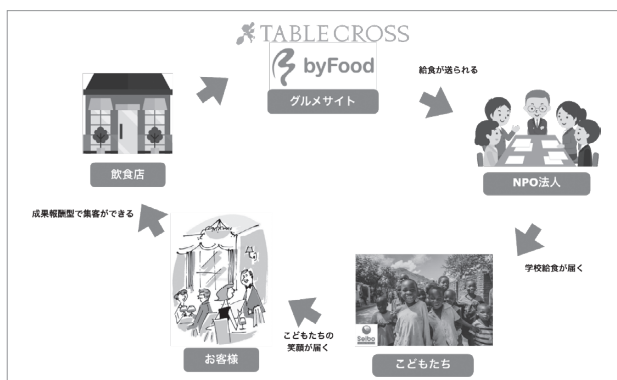 TABLE CROSS
byFood
グルメサイト
給食が送られる
飲食店
NPO法人
成果報酬型で集客ができる
学校給食が届く
Seibo
こどもたちの
笑顔が届く
お客様
こどもたち